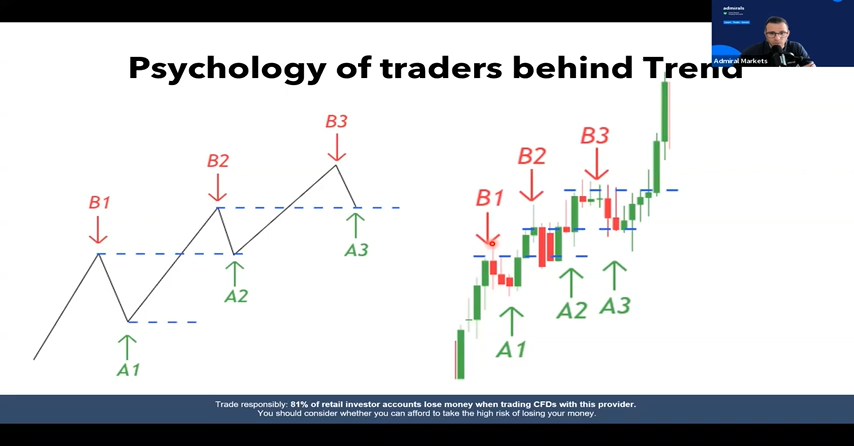 admirals
Admiral Markets
Psychology of traders behind Trend
B3
B2
B1
A3
A2
A1
B3
B2
B1
A2
A3
A1
Trade responsibly: 81% of retail investor accounts lose money when trading CFDs with this provider.
You should consider whether you can afford to take the high risk of losing your money.